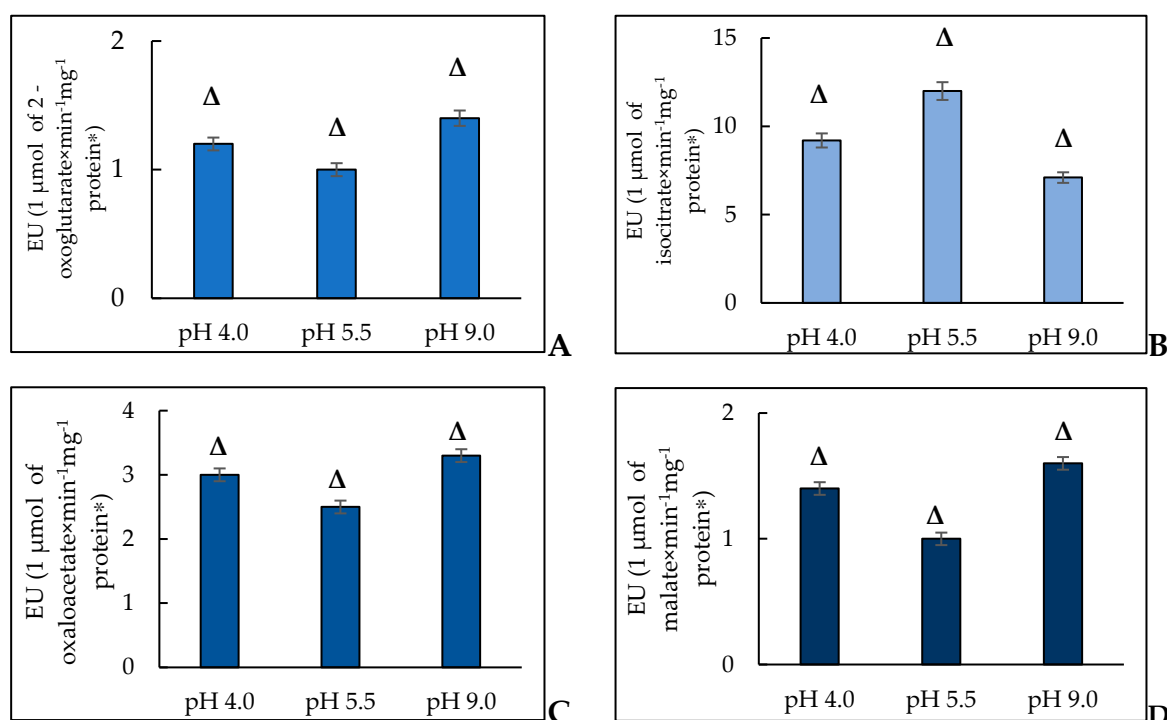 EU (1 μmol of 2 -
oxoglutarate×min⁻¹mg⁻¹
protein*)
2
1
0
Δ
Δ
Δ
pH 4.0 pH 5.5 pH 9.0
A
EU (1 μmol of
isocitrate×min⁻¹mg⁻¹
protein*)
15
10
5
0
Δ
Δ
Δ
pH 4.0 pH 5.5 pH 9.0
B
EU (1 μmol of
oxaloacetate×min⁻¹mg⁻¹
protein*)
4
3
2
1
0
Δ
Δ
Δ
pH 4.0 pH 5.5 pH 9.0
C
EU (1 μmol of
malate×min⁻¹mg⁻¹
protein*)
2
1
0
Δ
Δ
Δ
pH 4.0 pH 5.5 pH 9.0
D